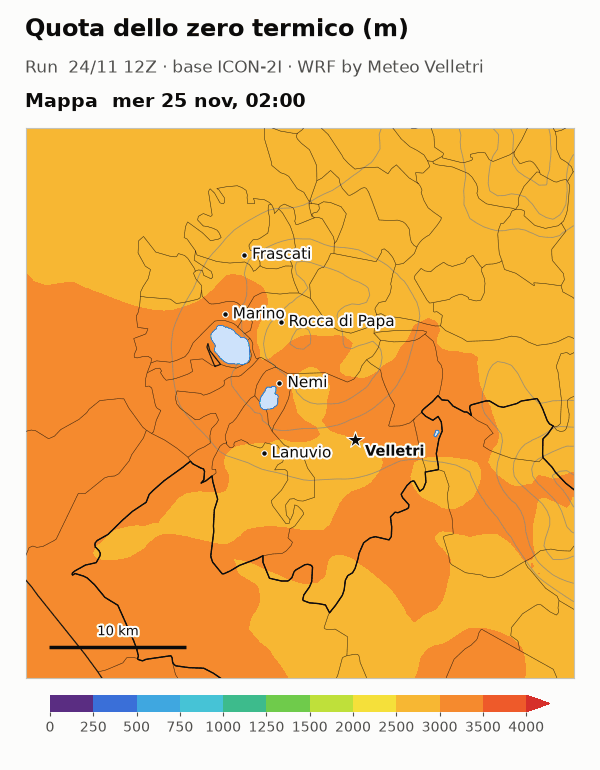 Quota dello zero termico (m)
Run  24/11 12Z · base ICON-2I · WRF by Meteo Velletri
Mappa  mer 25 nov, 02:00
Frascati
Marino
Rocca di Papa
Nemi
Velletri
Lanuvio
10 km
0 250 500 750 1000 1250 1500 2000 2500 3000 3500 4000